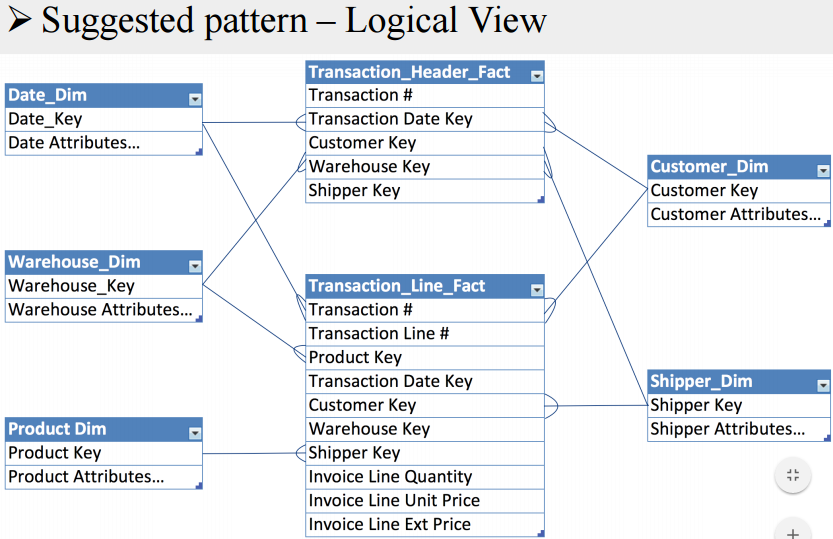 ➤ Suggested pattern – Logical View
Date_Dim
Date_Key
Date Attributes...
Warehouse_Dim
Warehouse_Key
Warehouse Attributes...
Product Dim
Product Key
Product Attributes...
Transaction_Header_Fact
Transaction #
Transaction Date Key
Customer Key
Warehouse Key
Shipper Key
Transaction_Line_Fact
Transaction #
Transaction Line #
Product Key
Transaction Date Key
Customer Key
Warehouse Key
Shipper Key
Invoice Line Quantity
Invoice Line Unit Price
Invoice Line Ext Price
Customer_Dim
Customer Key
Customer Attributes...
Shipper_Dim
Shipper Key
Shipper Attributes...